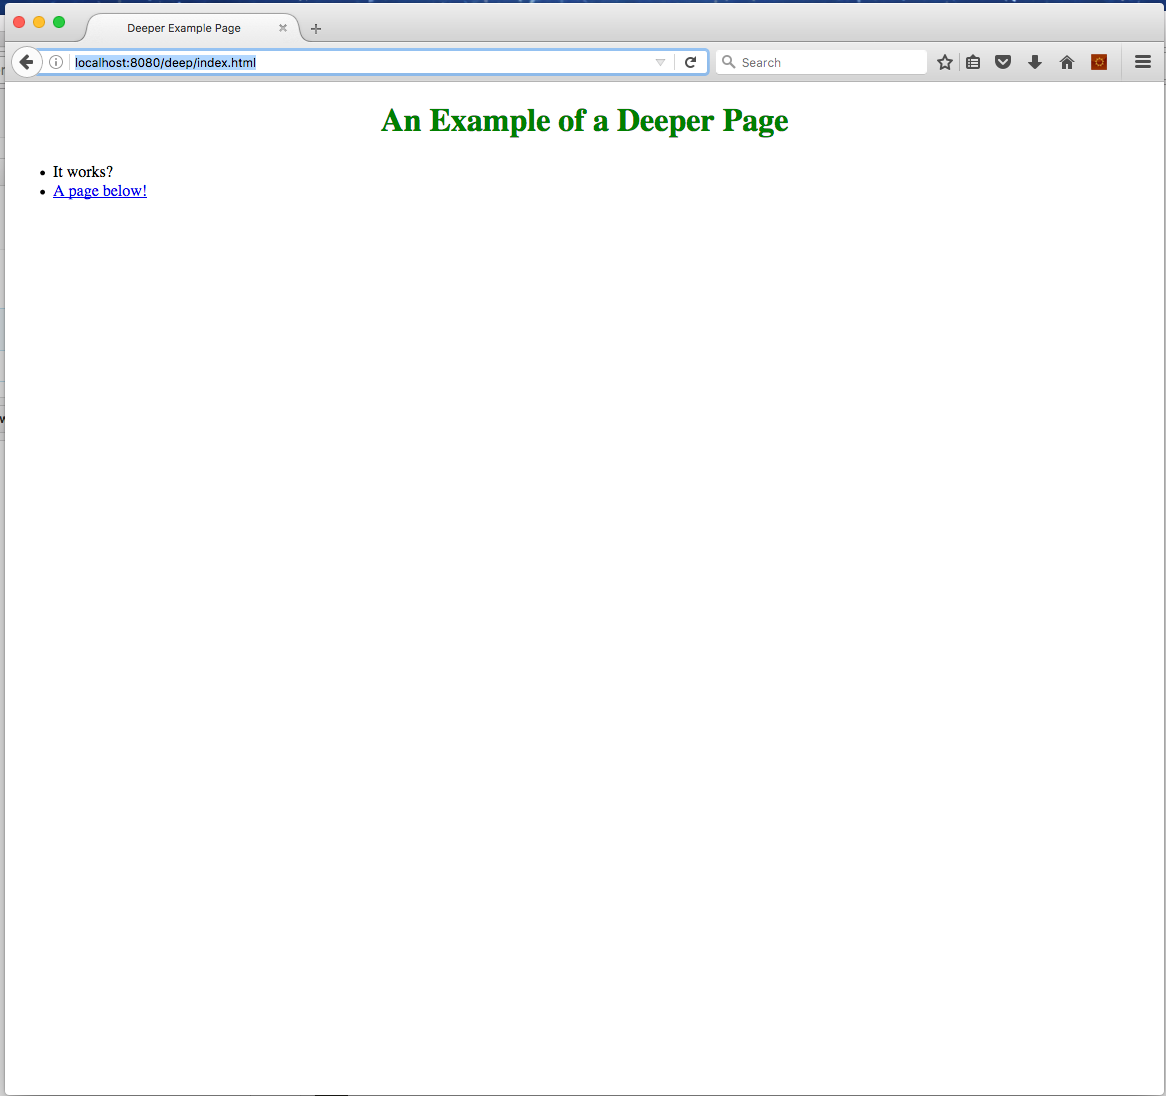 Deeper Example Page
localhost:8080/deep/index.html
Search
An Example of a Deeper Page
It works?
A page below!